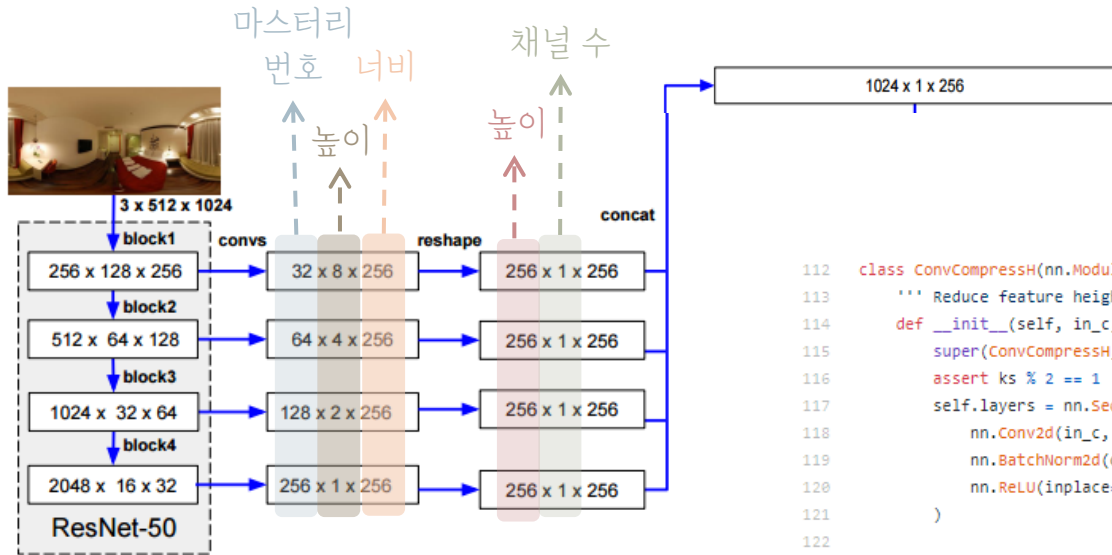 마스터리
번호
너비
높이
채널 수
높이
1024 x 1 x 256
3 x 512 x 1024
block1
convs
reshape
concat
256 x 128 x 256
32 x 8 x 256
256 x 1 x 256
block2
512 x 64 x 128
64 x 4 x 256
256 x 1 x 256
block3
1024 x 32 x 64
128 x 2 x 256
256 x 1 x 256
block4
2048 x 16 x 32
256 x 1 x 256
256 x 1 x 256
ResNet-50
112 class ConvCompressH(nn.Modu
113 ''' Reduce feature heigh
114 def __init__(self, in_c,
115 super(ConvCompressH,
116 assert ks % 2 == 1
117 self.layers = nn.Seq
118 nn.Conv2d(in_c,
119 nn.BatchNorm2d(
120 nn.ReLU(inplace=
121 )
122